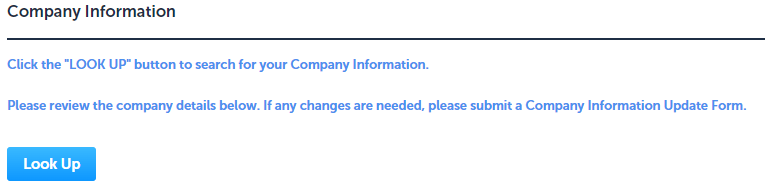 Company Information
Click the "LOOK UP" button to search for your Company Information.
Please review the company details below. If any changes are needed, please submit a Company Information Update Form.
Look Up